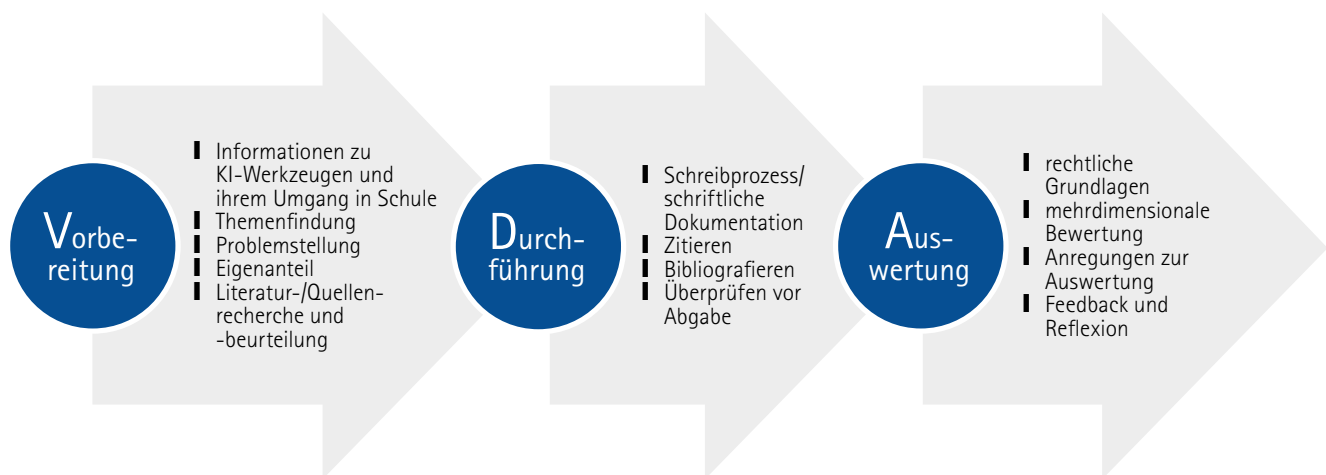 Vorbe-
reitung
Informationen zu
KI-Werkzeugen und
ihrem Umgang in Schule
Themenfindung
Problemstellung
Eigenanteil
Literatur-/Quellen-
recherche und
-beurteilung
Durch-
führung
Schreibprozess/
schriftliche
Dokumentation
Zitieren
Bibliografieren
Überprüfen vor
Abgabe
Aus-
wertung
rechtliche
Grundlagen
mehrdimensionale
Bewertung
Anregungen zur
Auswertung
Feedback und
Reflexion